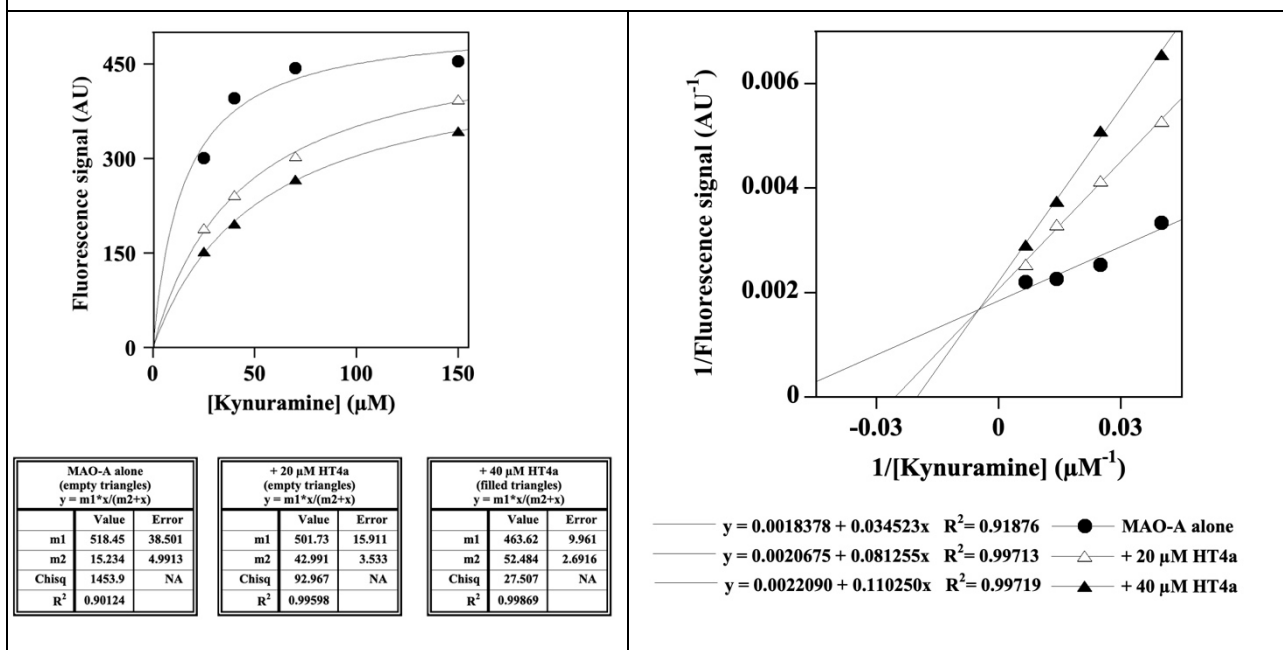 450
300
150
0
Fluorescence signal (AU)
0 50 100 150
[Kynuramine] (µM)
MAO-A alone
(empty triangles)
y = m1*x/(m2+x)
Value Error
m1 518.45 38.501
m2 15.234 4.9913
Chisq 1453.9 NA
R² 0.90124
+ 20 µM HT4a
(empty triangles)
y = m1*x/(m2+x)
Value Error
m1 501.73 15.911
m2 42.991 3.533
Chisq 92.967 NA
R² 0.99598
+ 40 µM HT4a
(filled triangles)
y = m1*x/(m2+x)
Value Error
m1 463.62 9.961
m2 52.484 2.6916
Chisq 27.507 NA
R² 0.99869
0.006
0.004
0.002
0
1/Fluorescence signal (AU⁻¹)
-0.03 0 0.03
1/[Kynuramine] (µM⁻¹)
y = 0.0018378 + 0.034523x R²= 0.91876 MAO-A alone
y = 0.0020675 + 0.081255x R²= 0.99713 + 20 µM HT4a
y = 0.0022090 + 0.110250x R²= 0.99719 + 40 µM HT4a